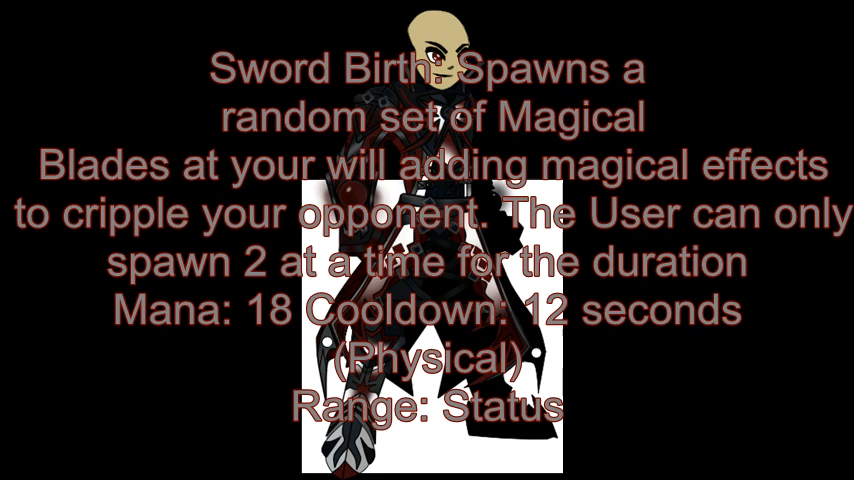 Sword Birth: Spawns a
random set of Magical
Blades at your will adding magical effects
to cripple your opponent. The User can only
spawn 2 at a time for the duration
Mana: 18 Cooldown: 12 seconds
(Physical)
Range: Status